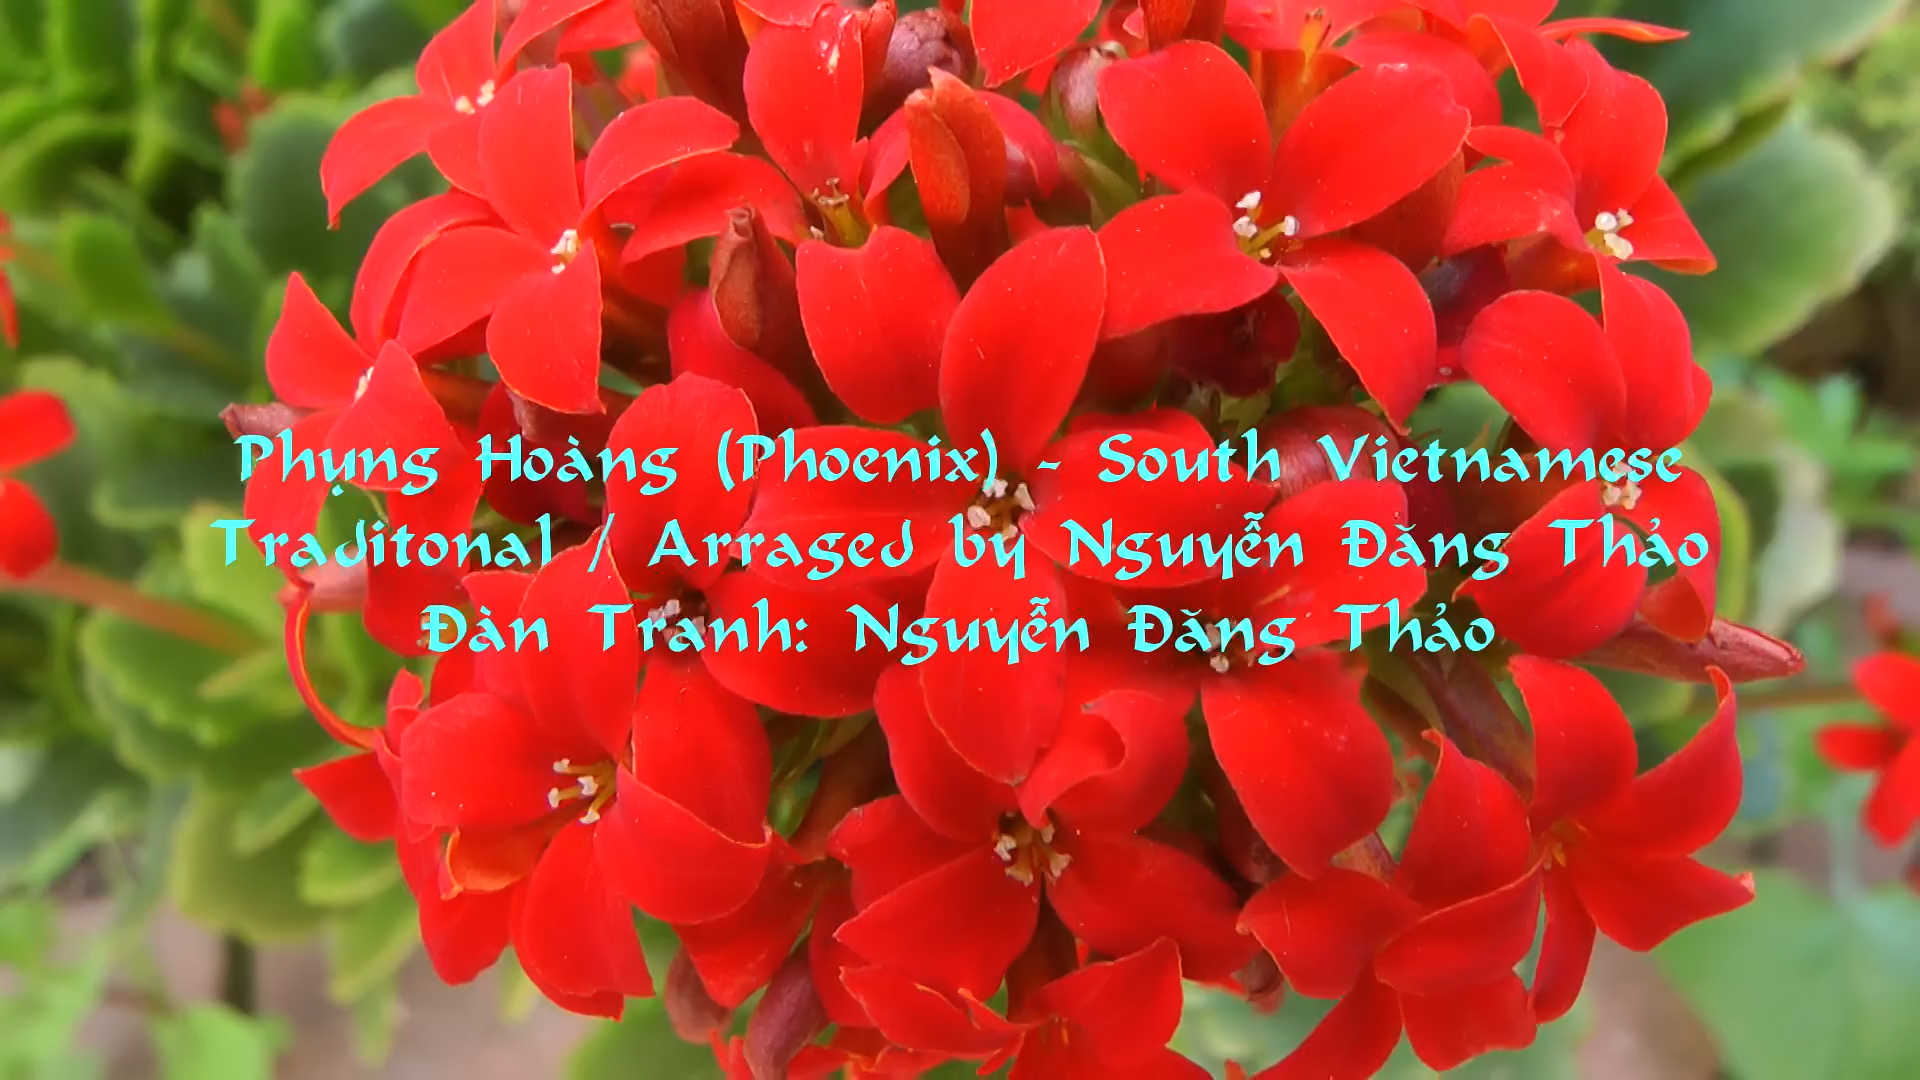 Phụng Hoàng (Phoenix) - South Vietnamese
Traditonal / Arraged by Nguyễn Đăng Thảo
Đàn Tranh: Nguyễn Đăng Thảo